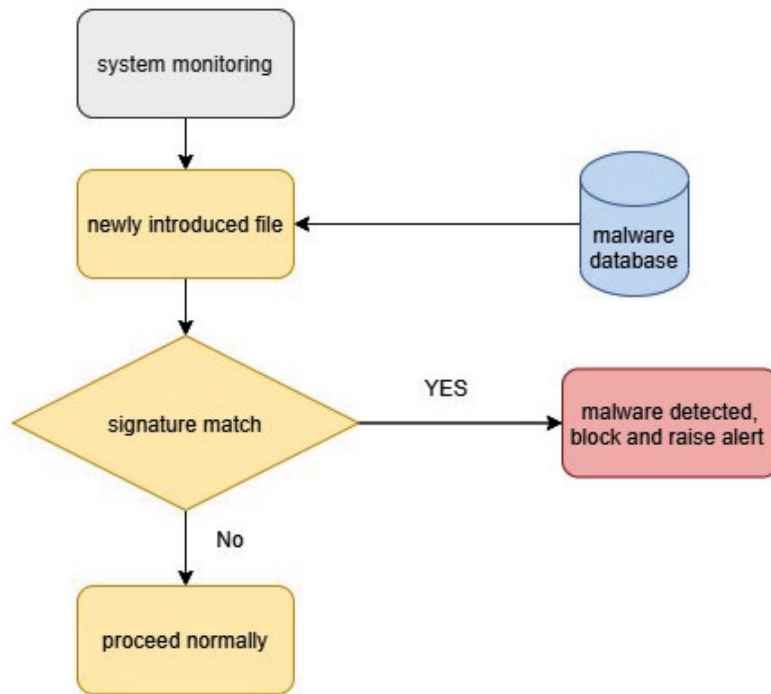 system monitoring
newly introduced file
malware
database
signature match
YES
malware detected,
block and raise alert
No
proceed normally